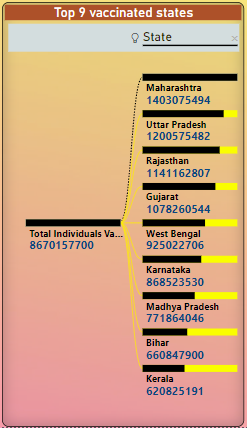 Top 9 vaccinated states
State
Maharashtra
1403075494
Uttar Pradesh
1200575482
Rajasthan
1141162807
Gujarat
1078260544
Total Individuals Va...
8670157700
West Bengal
925022706
Karnataka
868523530
Madhya Pradesh
771864046
Bihar
660847900
Kerala
620825191